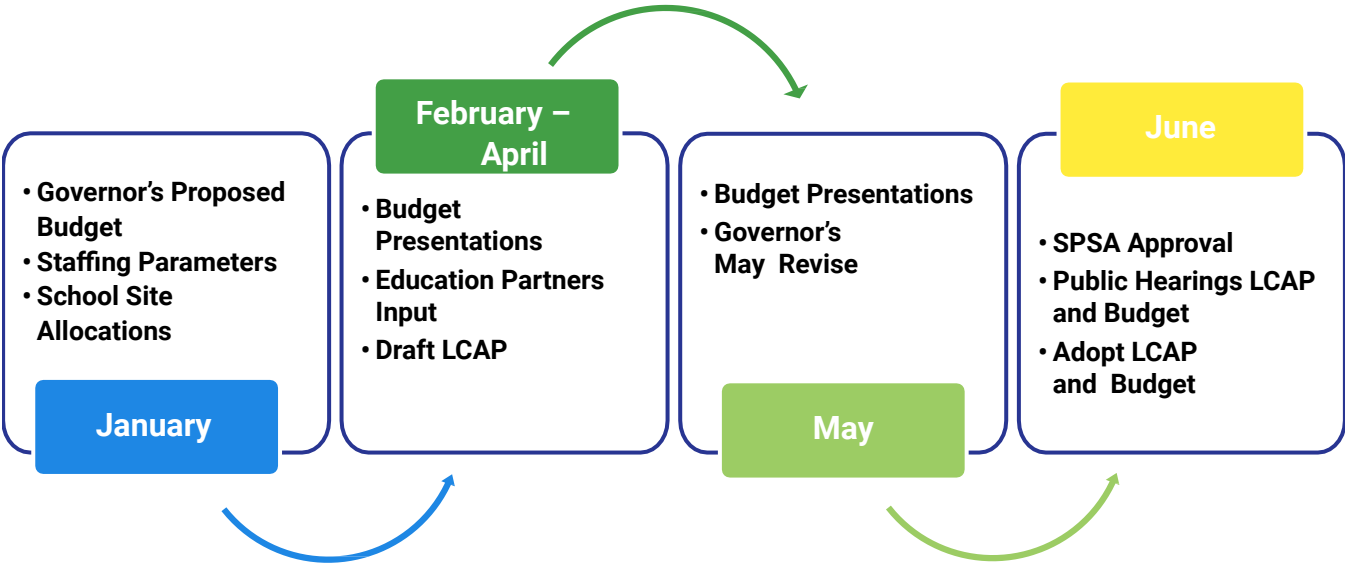 • Governor’s Proposed
Budget
• Staffing Parameters
• School Site
Allocations
January
February –
April
• Budget
Presentations
• Education Partners
Input
• Draft LCAP
• Budget Presentations
• Governor’s
May Revise
May
June
• SPSA Approval
• Public Hearings LCAP
and Budget
• Adopt LCAP
and Budget